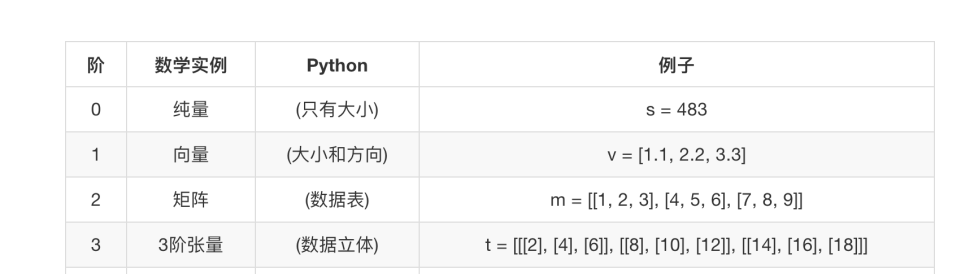 阶 数学实例 Python 例子
0 纯量 (只有大小) s = 483
1 向量 (大小和方向) v = [1.1, 2.2, 3.3]
2 矩阵 (数据表) m = [[1, 2, 3], [4, 5, 6], [7, 8, 9]]
3 3阶张量 (数据立体) t = [[[2], [4], [6]], [[8], [10], [12]], [[14], [16], [18]]]